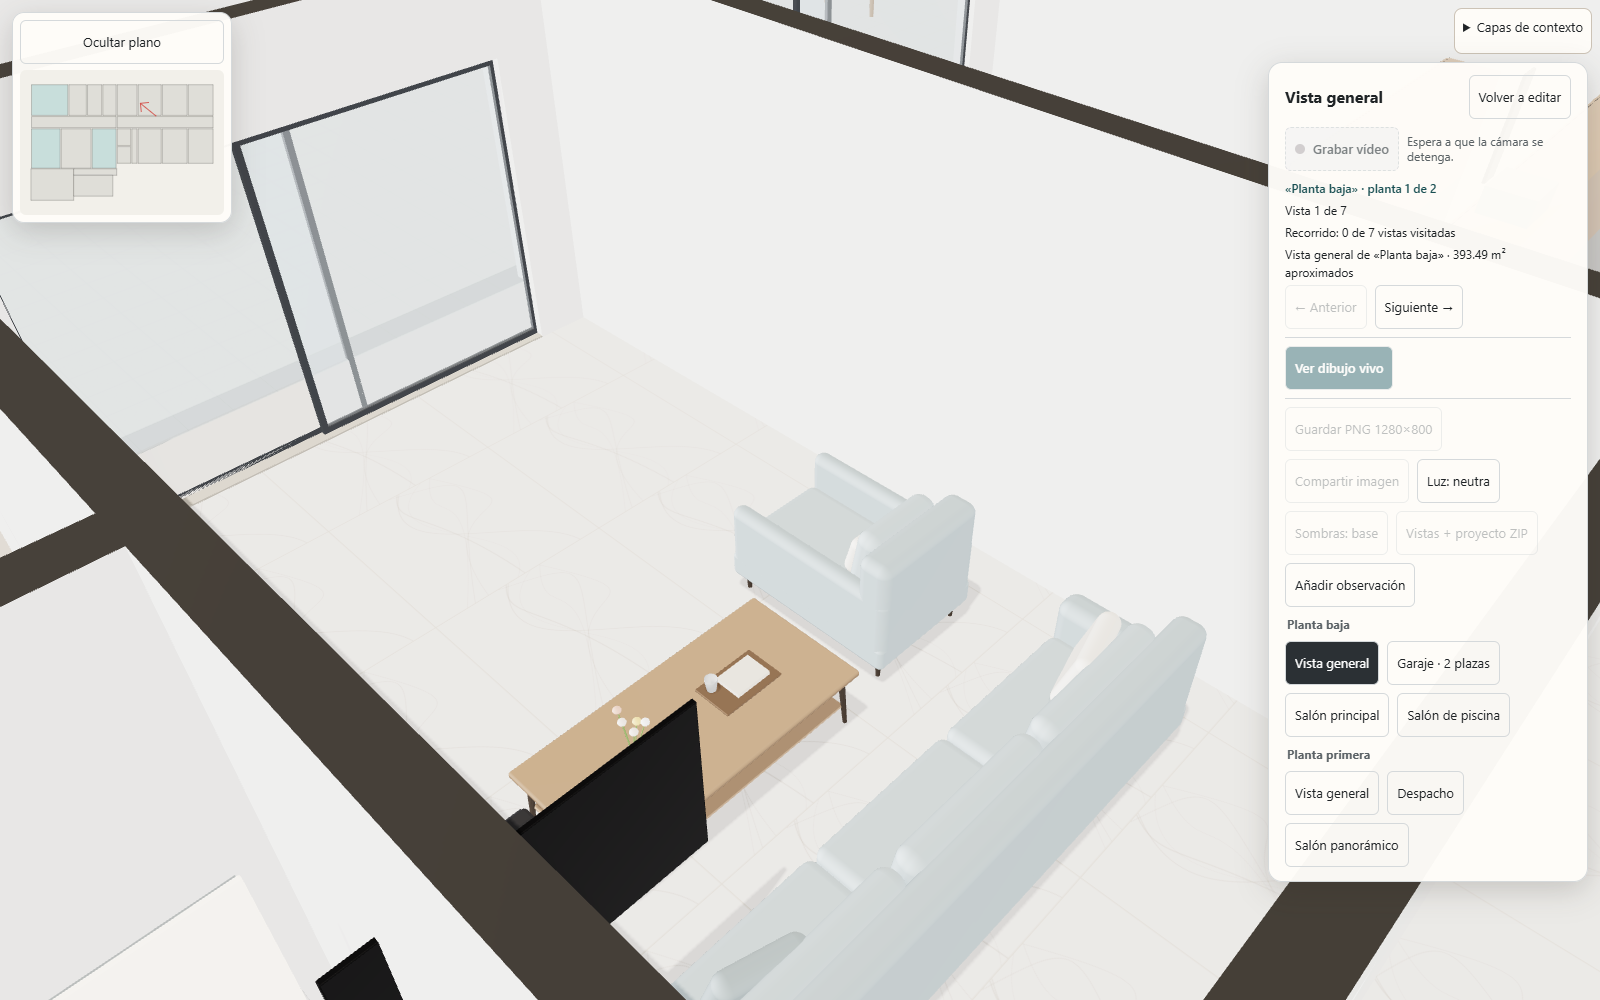 Ocultar plano
▶ Capas de contexto
Vista general
Volver a editar
Grabar vídeo
Espera a que la cámara se
detenga.
«Planta baja» · planta 1 de 2
Vista 1 de 7
Recorrido: 0 de 7 vistas visitadas
Vista general de «Planta baja» · 393.49 m²
aproximados
← Anterior
Siguiente →
Ver dibujo vivo
Guardar PNG 1280×800
Compartir imagen
Luz: neutra
Sombras: base
Vistas + proyecto ZIP
Añadir observación
Planta baja
Vista general
Garaje · 2 plazas
Salón principal
Salón de piscina
Planta primera
Vista general
Despacho
Salón panorámico